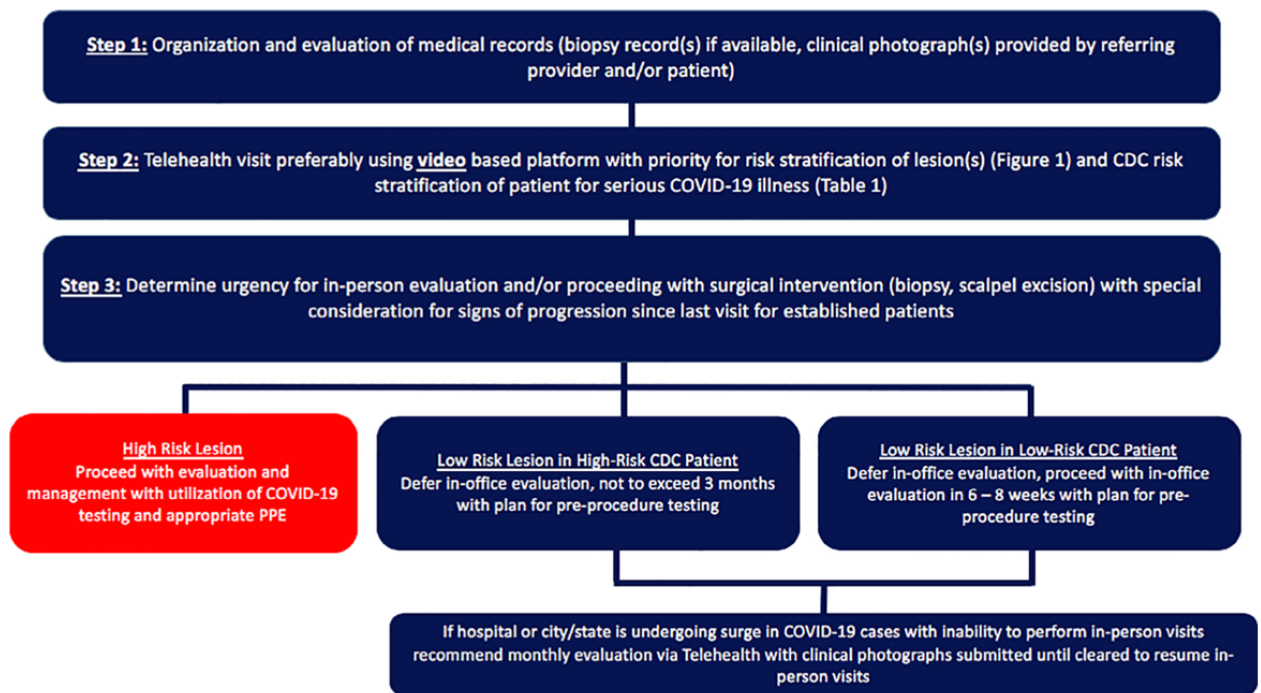 Step 1: Organization and evaluation of medical records (biopsy record(s) if available, clinical photograph(s) provided by referring
provider and/or patient)
Step 2: Telehealth visit preferably using video based platform with priority for risk stratification of lesion(s) (Figure 1) and CDC risk
stratification of patient for serious COVID-19 illness (Table 1)
Step 3: Determine urgency for in-person evaluation and/or proceeding with surgical intervention (biopsy, scalpel excision) with special
consideration for signs of progression since last visit for established patients
High Risk Lesion
Proceed with evaluation and
management with utilization of COVID-19
testing and appropriate PPE
Low Risk Lesion in High-Risk CDC Patient
Defer in-office evaluation, not to exceed 3 months
with plan for pre-procedure testing
Low Risk Lesion in Low-Risk CDC Patient
Defer in-office evaluation, proceed with in-office
evaluation in 6 – 8 weeks with plan for pre-
procedure testing
If hospital or city/state is undergoing surge in COVID-19 cases with inability to perform in-person visits
recommend monthly evaluation via Telehealth with clinical photographs submitted until cleared to resume in-
person visits